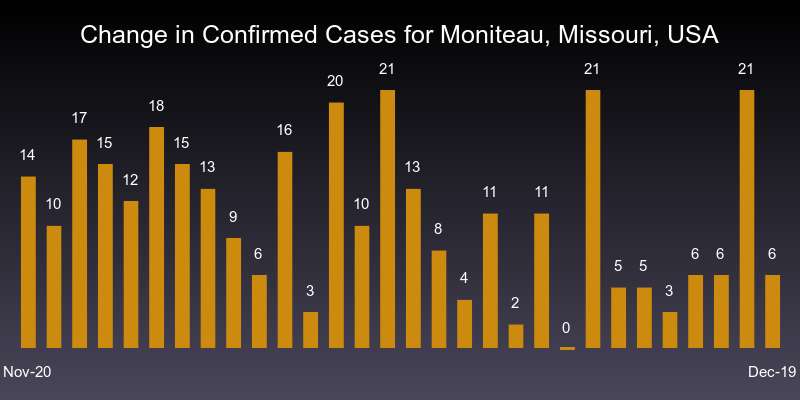 Change in Confirmed Cases for Moniteau, Missouri, USA
14 10 17 15 12 18 15 13 9 6 16 3 20 10 21 13 8 4 11 2 11 0 21 5 5 3 6 6 21 6
Nov-20 Dec-19